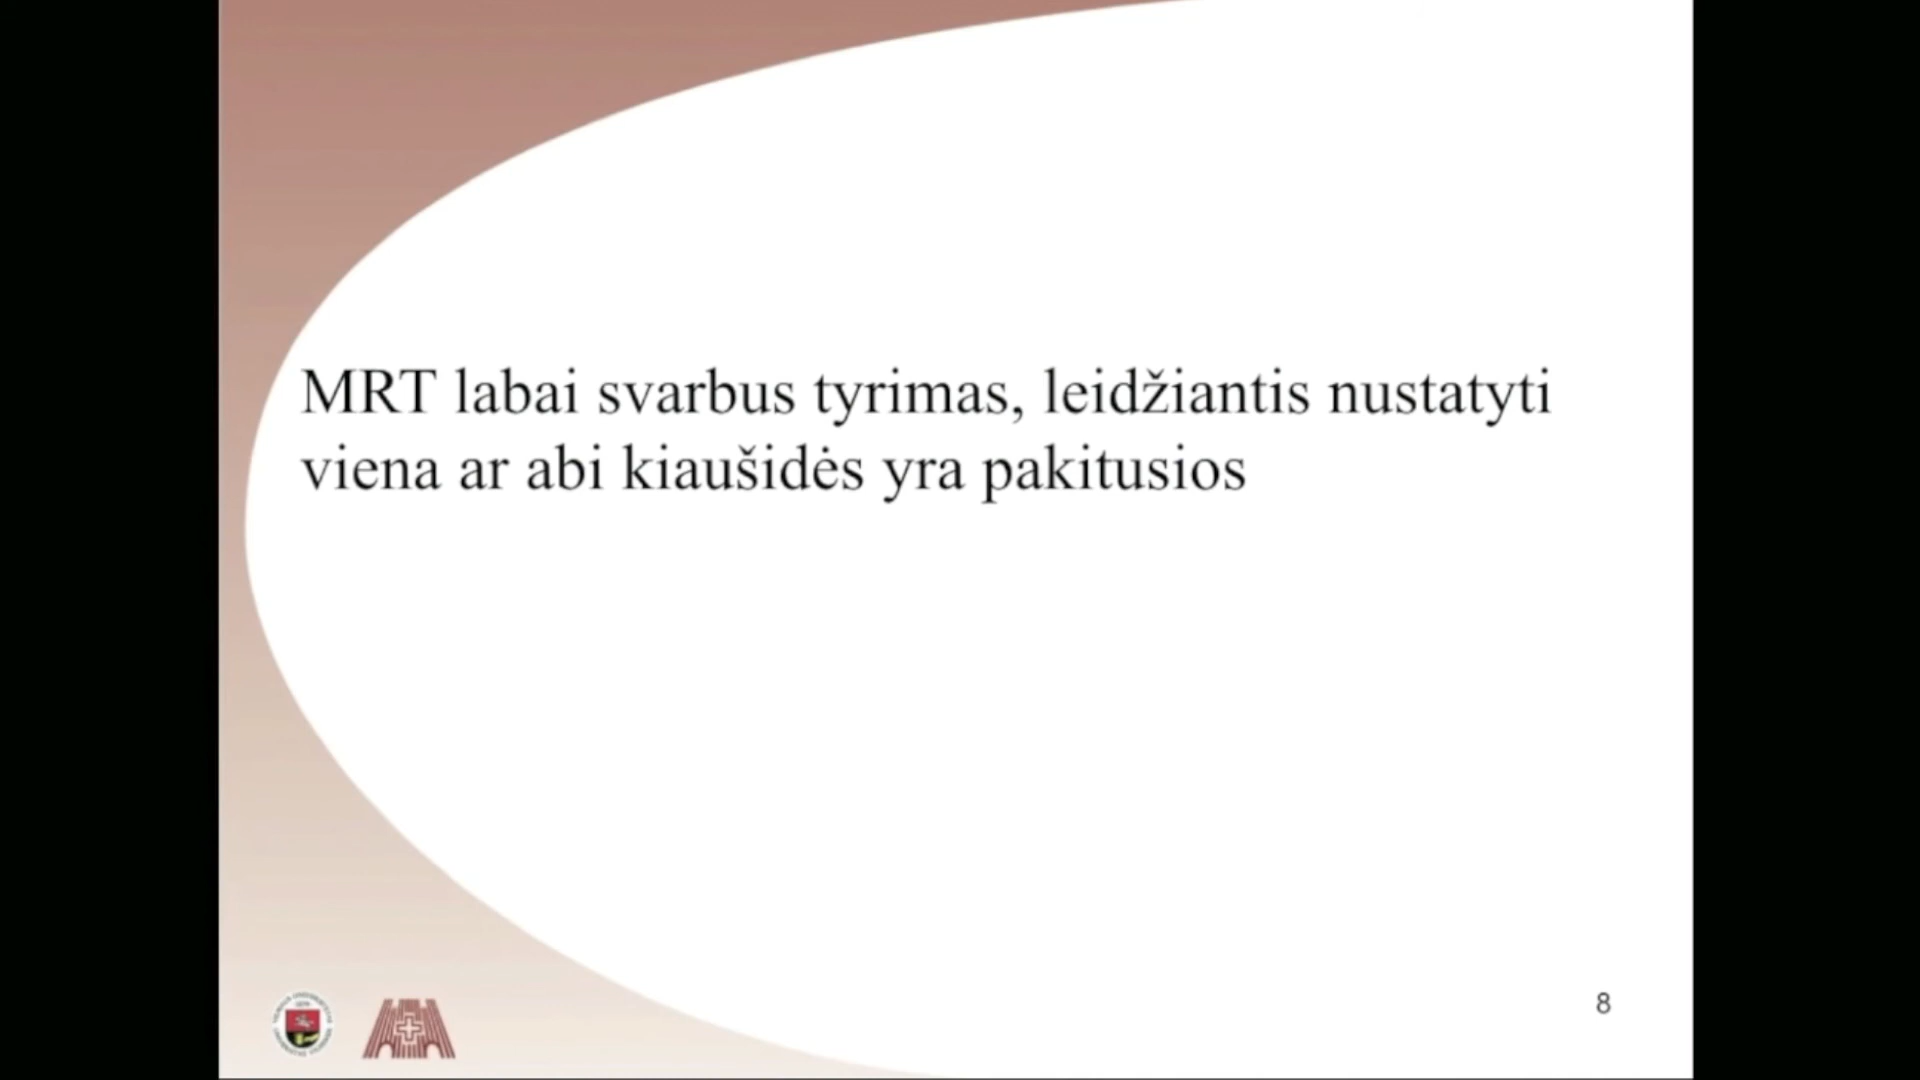 MRT labai svarbus tyrimas, leidžiantis nustatyti
viena ar abi kiaušidės yra pakitusios
8